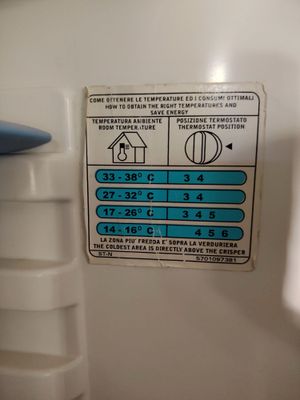 COME OTTENERE LE TEMPERATURE ED I CONSUMI OTTIMALI
HOW TO OBTAIN THE RIGHT TEMPERATURES AND
SAVE ENERGY
TEMPERATURA AMBIENTE
ROOM TEMPERATURE
POSIZIONE TERMOSTATO
THERMOSTAT POSITION
33 - 38° C 3 4
27 - 32° C 3 4
17 - 26° C 3 4 5
14 - 16° C 4 5 6
LA ZONA PIU' FREDDA E' SOPRA LA VERDURIERA
THE COLDEST AREA IS DIRECTLY ABOVE THE CRISPER
ST-N S701097381